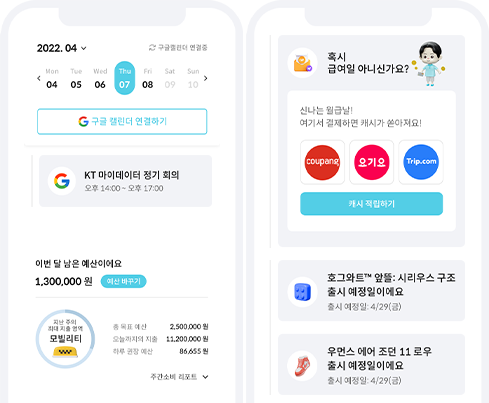 2022. 04
구글캘린더 연결중
Mon Tue Wed Thu Fri Sat Sun
04 05 06 07 08 09 10
구글 캘린더 연결하기
KT 마이데이터 정기 회의
오후 14:00 ~ 오후 17:00
이번 달 남은 예산이에요
1,300,000 원
예산 바꾸기
지난 주의
최대 지출 영역
모빌리티
TAXI
총 목표 예산 2,500,000 원
오늘까지의 지출 11,200,000 원
하루 권장 예산 86,655 원
주간소비 리포트
혹시
급여일 아니신가요?
신나는 월급날!
여기서 결제하면 캐시가 쏟아져요!
coupang
요기요
Trip.com
캐시 적립하기
호그와트™ 앞뜰: 시리우스 구조
출시 예정일이에요
출시 예정일: 4/29(금)
우먼스 에어 조던 11 로우
출시 예정일이에요
출시 예정일: 4/29(금)